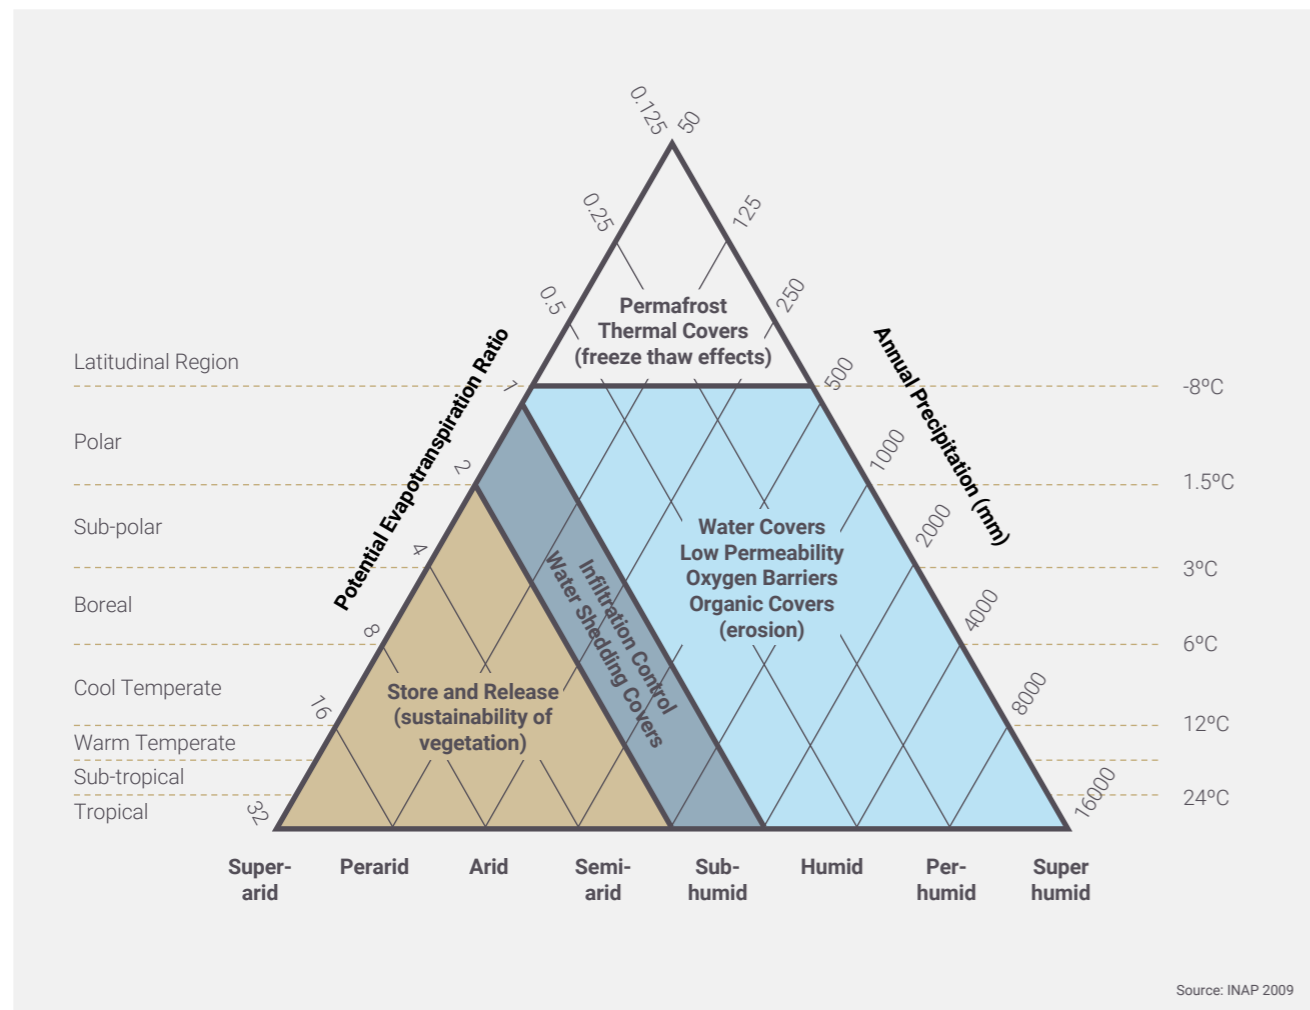 0.125
50
0.25
125
0.5
250
Permafrost
Thermal Covers
(freeze thaw effects)
Potential Evapotranspiration Ratio
Annual Precipitation (mm)
Latitudinal Region
1
500
-8ºC
Polar
2
1000
1.5ºC
Sub-polar
4
2000
3ºC
Water Covers
Low Permeability
Oxygen Barriers
Organic Covers
(erosion)
Infiltration Control
Water Shedding Covers
Boreal
8
4000
6ºC
Cool Temperate
16
8000
12ºC
Store and Release
(sustainability of
vegetation)
Warm Temperate
Sub-tropical
24ºC
Tropical
32
16000
Super-
arid
Perarid
Arid
Semi-
arid
Sub-
humid
Humid
Per-
humid
Super
humid
Source: INAP 2009